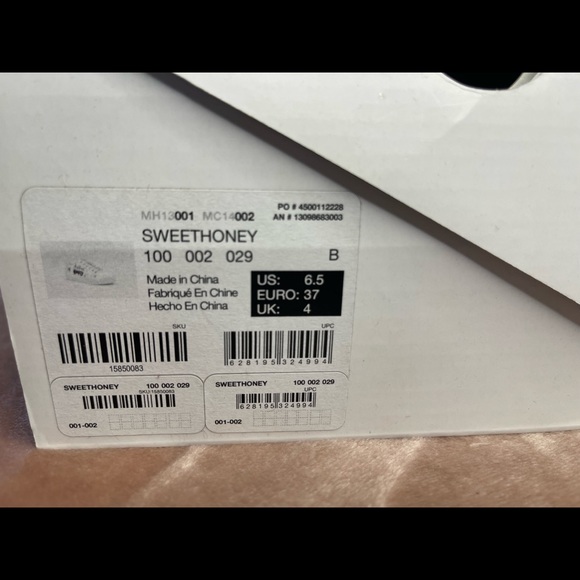 PO # 4500112228
MH13001 MC14002 AN # 13098683003
SWEETHONEY
100 002 029 B
Made in China
Fabriqué En Chine
Hecho En China
US: 6.5
EURO: 37
UK: 4
SKU
15850083
UPC
628195324994
SWEETHONEY 100 002 029
SKU:15850083
001-002
SWEETHONEY 100 002 029
UPC
628195324994
001-002